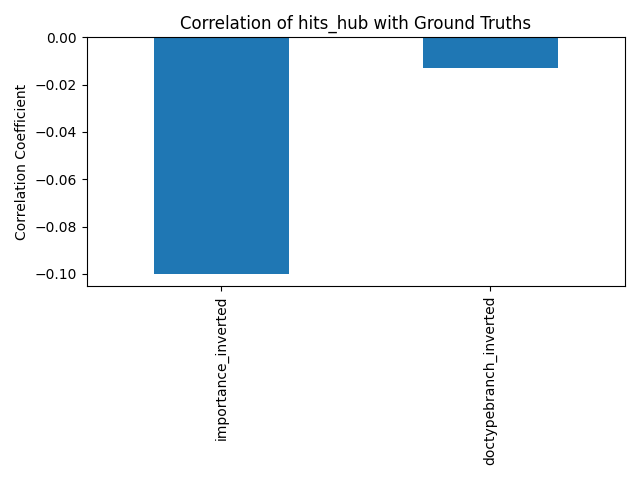 Correlation of hits_hub with Ground Truths
Correlation Coefficient
0.00
−0.02
−0.04
−0.06
−0.08
−0.10
importance_inverted
doctypebranch_inverted